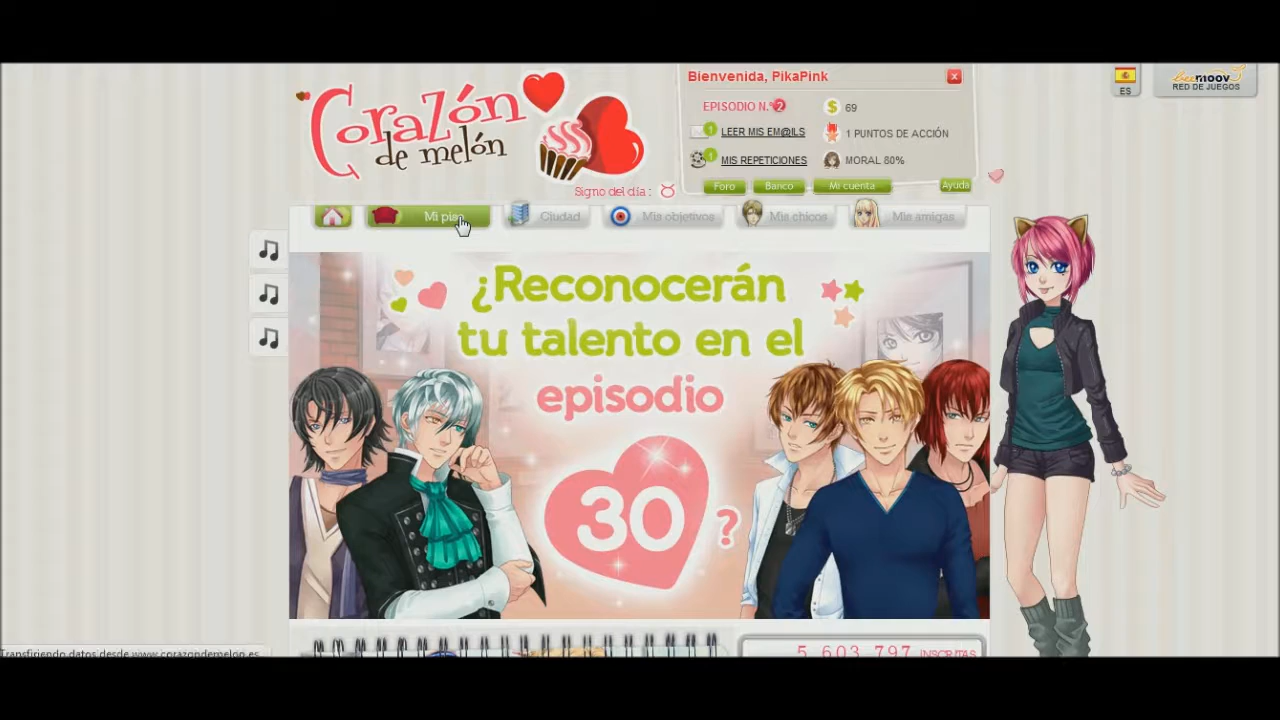 Corazón
de melón
Signo del día :
Bienvenida, PikaPink
EPISODIO N.º 2
69
1
LEER MIS EM@ILS
1 PUNTOS DE ACCIÓN
1
MIS REPETICIONES
MORAL 80%
Foro
Banco
Mi cuenta
Ayuda
ES
beemoov
RED DE JUEGOS
Mi piso
Ciudad
Mis objetivos
Mis chicos
Mis amigas
¿Reconocerán
tu talento en el
episodio
30 ?
5 603 797 INSCRITAS
Transfiriendo datos desde www.corazondemelon.es...